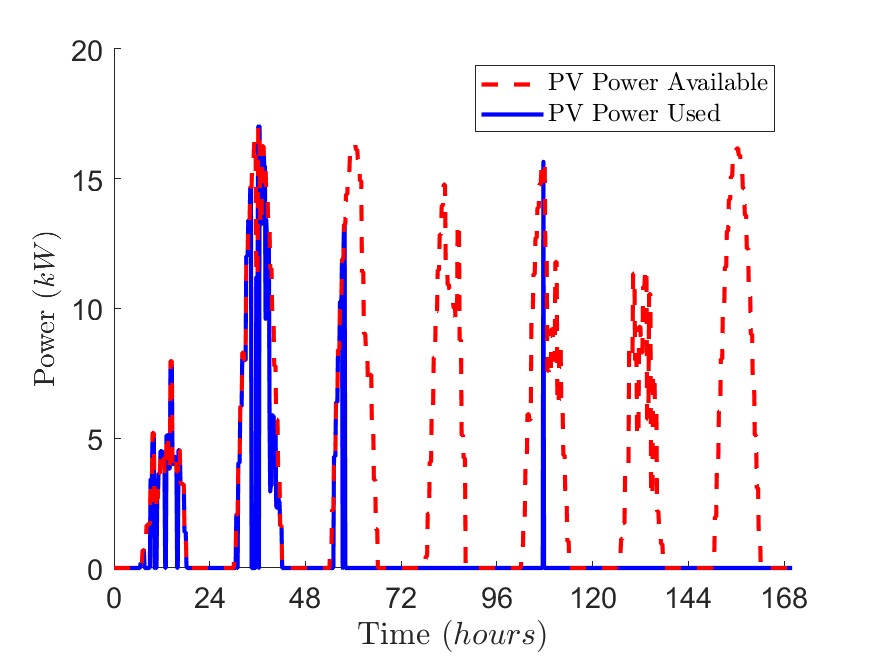 20
15
10
5
0
Power (kW)
PV Power Available
PV Power Used
0 24 48 72 96 120 144 168
Time (hours)